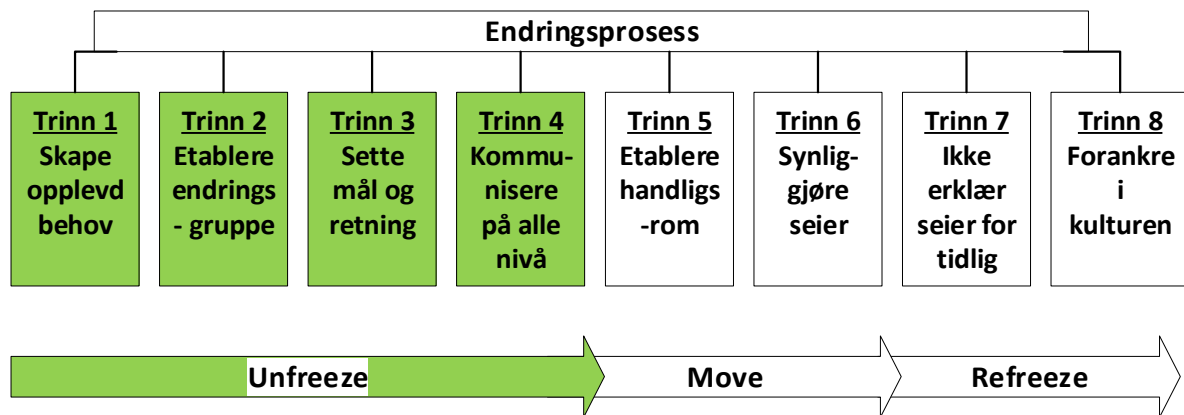 Endringsprosess
Trinn 1
Skape
opplevd
behov
Trinn 2
Etablere
endrings
- gruppe
Trinn 3
Sette
mål og
retning
Trinn 4
Kommu-
nisere
på alle
nivå
Trinn 5
Etablere
handligs
-rom
Trinn 6
Synlig-
gjøre
seier
Trinn 7
Ikke
erklær
seier for
tidlig
Trinn 8
Forankre
i
kulturen
Unfreeze
Move
Refreeze